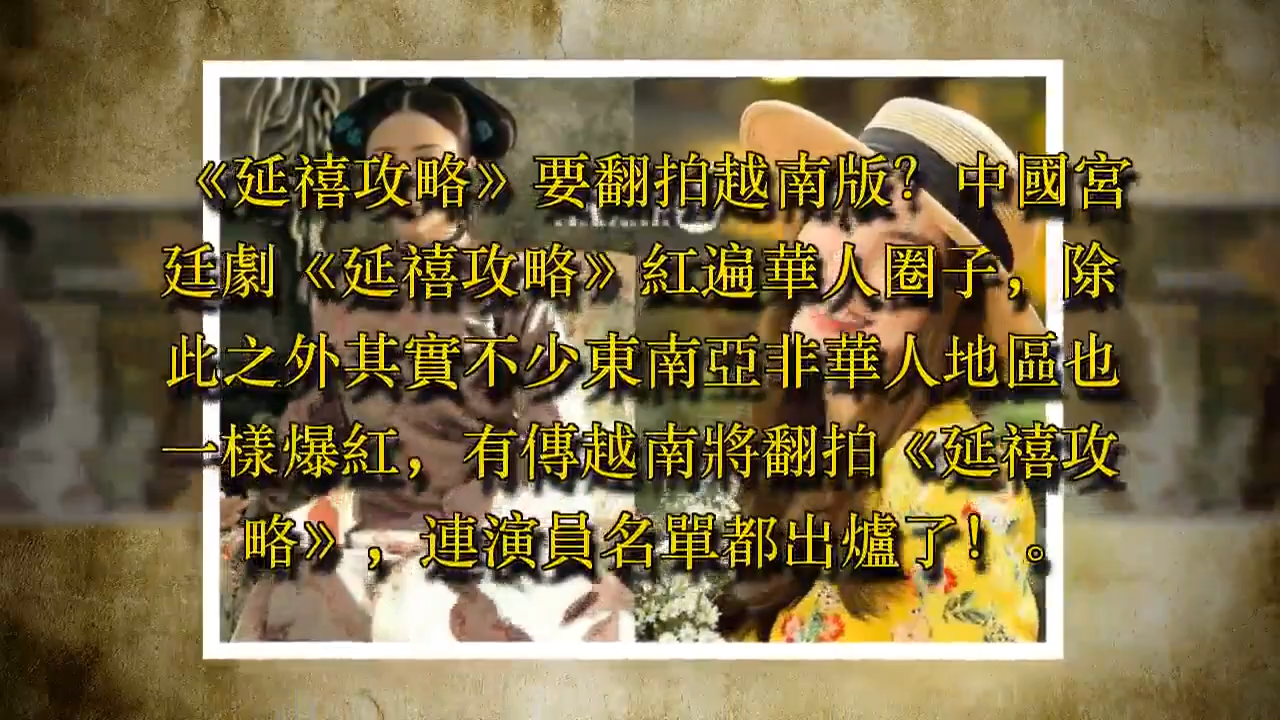 《延禧攻略》要翻拍越南版？中國宮
廷劇《延禧攻略》紅遍華人圈子，除
此之外其實不少東南亞非華人地區也
一樣爆紅，有傳越南將翻拍《延禧攻
略》，連演員名單都出爐了！。